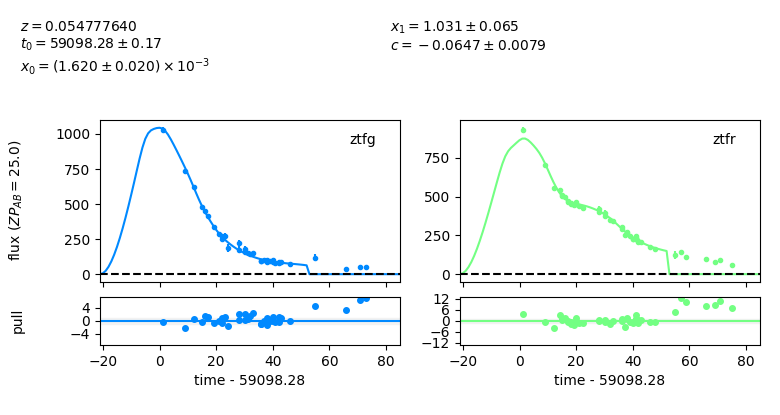 z = 0.054777640
t₀ = 59098.28 ± 0.17
x₀ = (1.620 ± 0.020) × 10⁻³
x₁ = 1.031 ± 0.065
c = −0.0647 ± 0.0079
flux (ZP_AB = 25.0)
1000
750
500
250
0
ztfg
750
500
250
0
ztfr
pull
4
0
−4
−20 0 20 40 60 80
time - 59098.28
12
6
0
−6
−12
−20 0 20 40 60 80
time - 59098.28